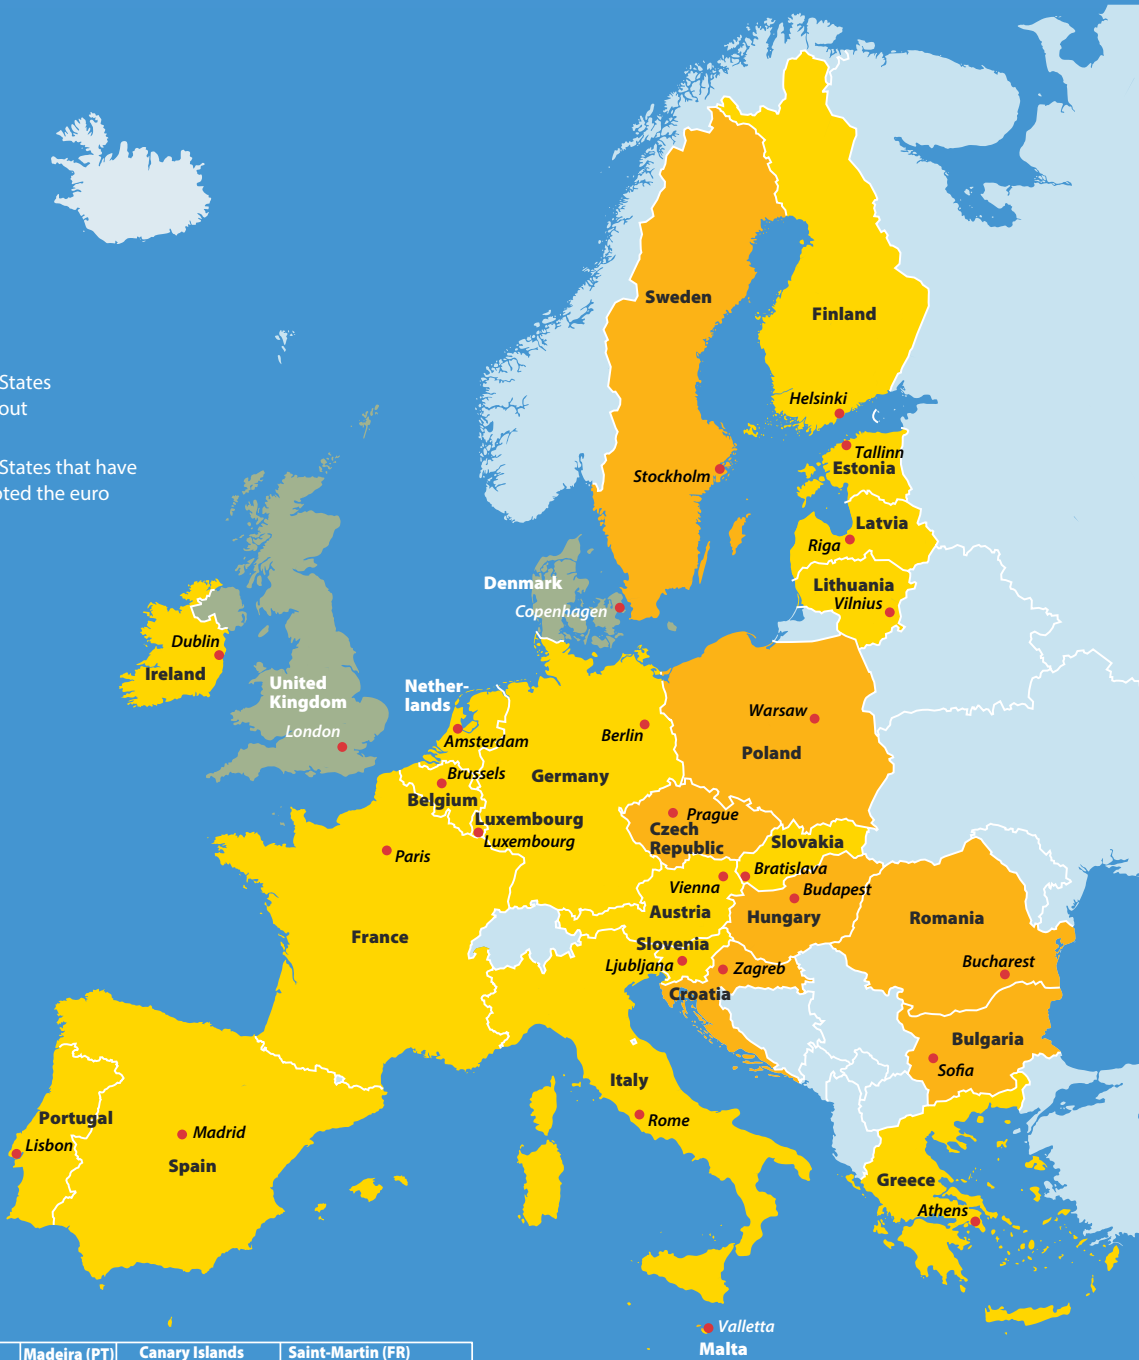 States
out
States that have
pted the euro
Sweden
Finland
Helsinki
Tallinn
Estonia
Stockholm
Latvia
Riga
Lithuania
Vilnius
Denmark
Copenhagen
Dublin
Ireland
United
Kingdom
London
Nether-
lands
Amsterdam
Berlin
Warsaw
Poland
Brussels
Belgium
Germany
Luxembourg
Luxembourg
Prague
Czech
Republic
Slovakia
Bratislava
Paris
Vienna
Budapest
Austria
Hungary
Romania
France
Slovenia
Ljubljana
Zagreb
Bucharest
Croatia
Bulgaria
Sofia
Italy
Rome
Portugal
Lisbon
Madrid
Spain
Greece
Athens
Valletta
Malta
Madeira (PT)
Canary Islands
Saint-Martin (FR)